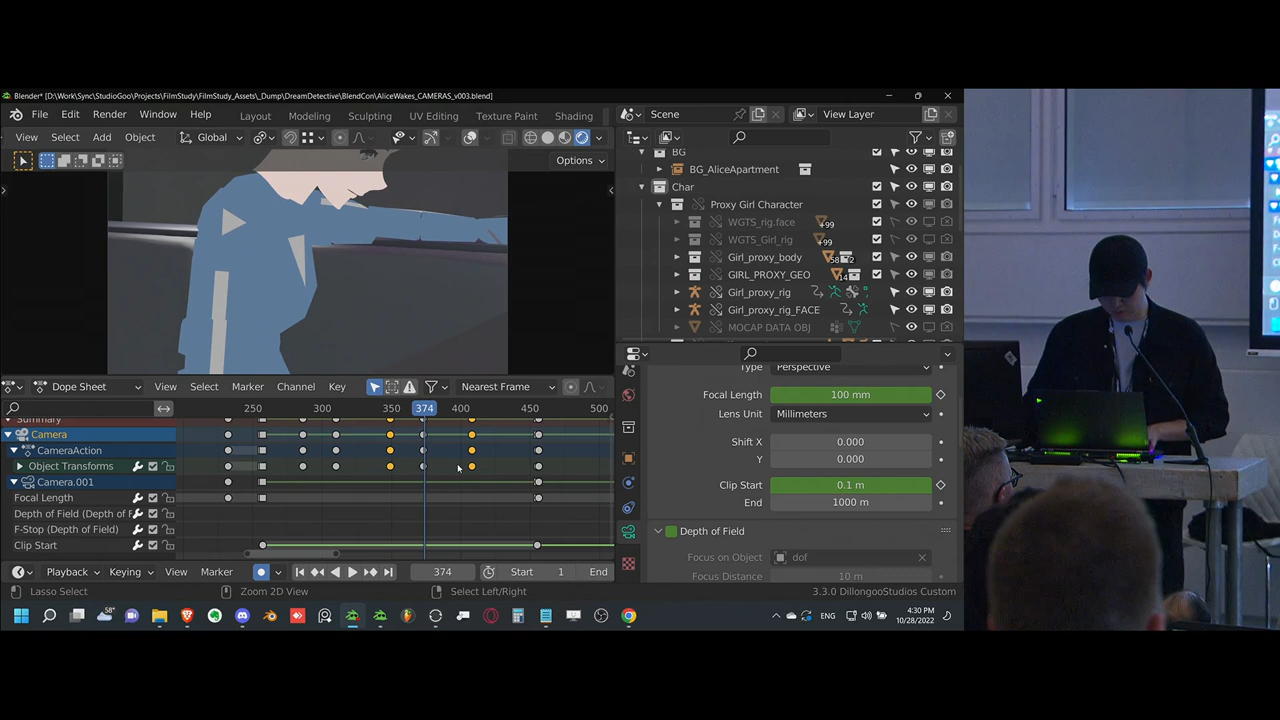 Blender* [D:\Work\Sync\StudioGoo\Projects\FilmStudy\FilmStudy_Assets\_Dump\DreamDetective\BlendCon\AliceWakes_CAMERAS_v003.blend]
File Edit Render Window Help Layout Modeling Sculpting UV Editing Texture Paint Shading
Scene View Layer
View Select Add Object Global
Options
BG
BG_AliceApartment
Char
Proxy Girl Character
WGTS_rig.face +99
WGTS_Girl_rig +99
Girl_proxy_body 58 2
GIRL_PROXY_GEO 14
Girl_proxy_rig
Girl_proxy_rig_FACE
MOCAP DATA OBJ
Dope Sheet View Select Marker Channel Key Nearest Frame
250 300 350 374 400 450 500
Summary
Camera
CameraAction
Object Transforms
Camera.001
Focal Length
Depth of Field (Depth of F
F-Stop (Depth of Field)
Clip Start
Type Perspective
Focal Length 100 mm
Lens Unit Millimeters
Shift X 0.000
Y 0.000
Clip Start 0.1 m
End 1000 m
Depth of Field
Focus on Object dof
Focus Distance 10 m
Playback Keying View Marker 374 Start 1 End
Lasso Select Zoom 2D View Select Left/Right 3.3.0 DillongooStudios Custom
58°
ENG
4:30 PM
10/28/2022